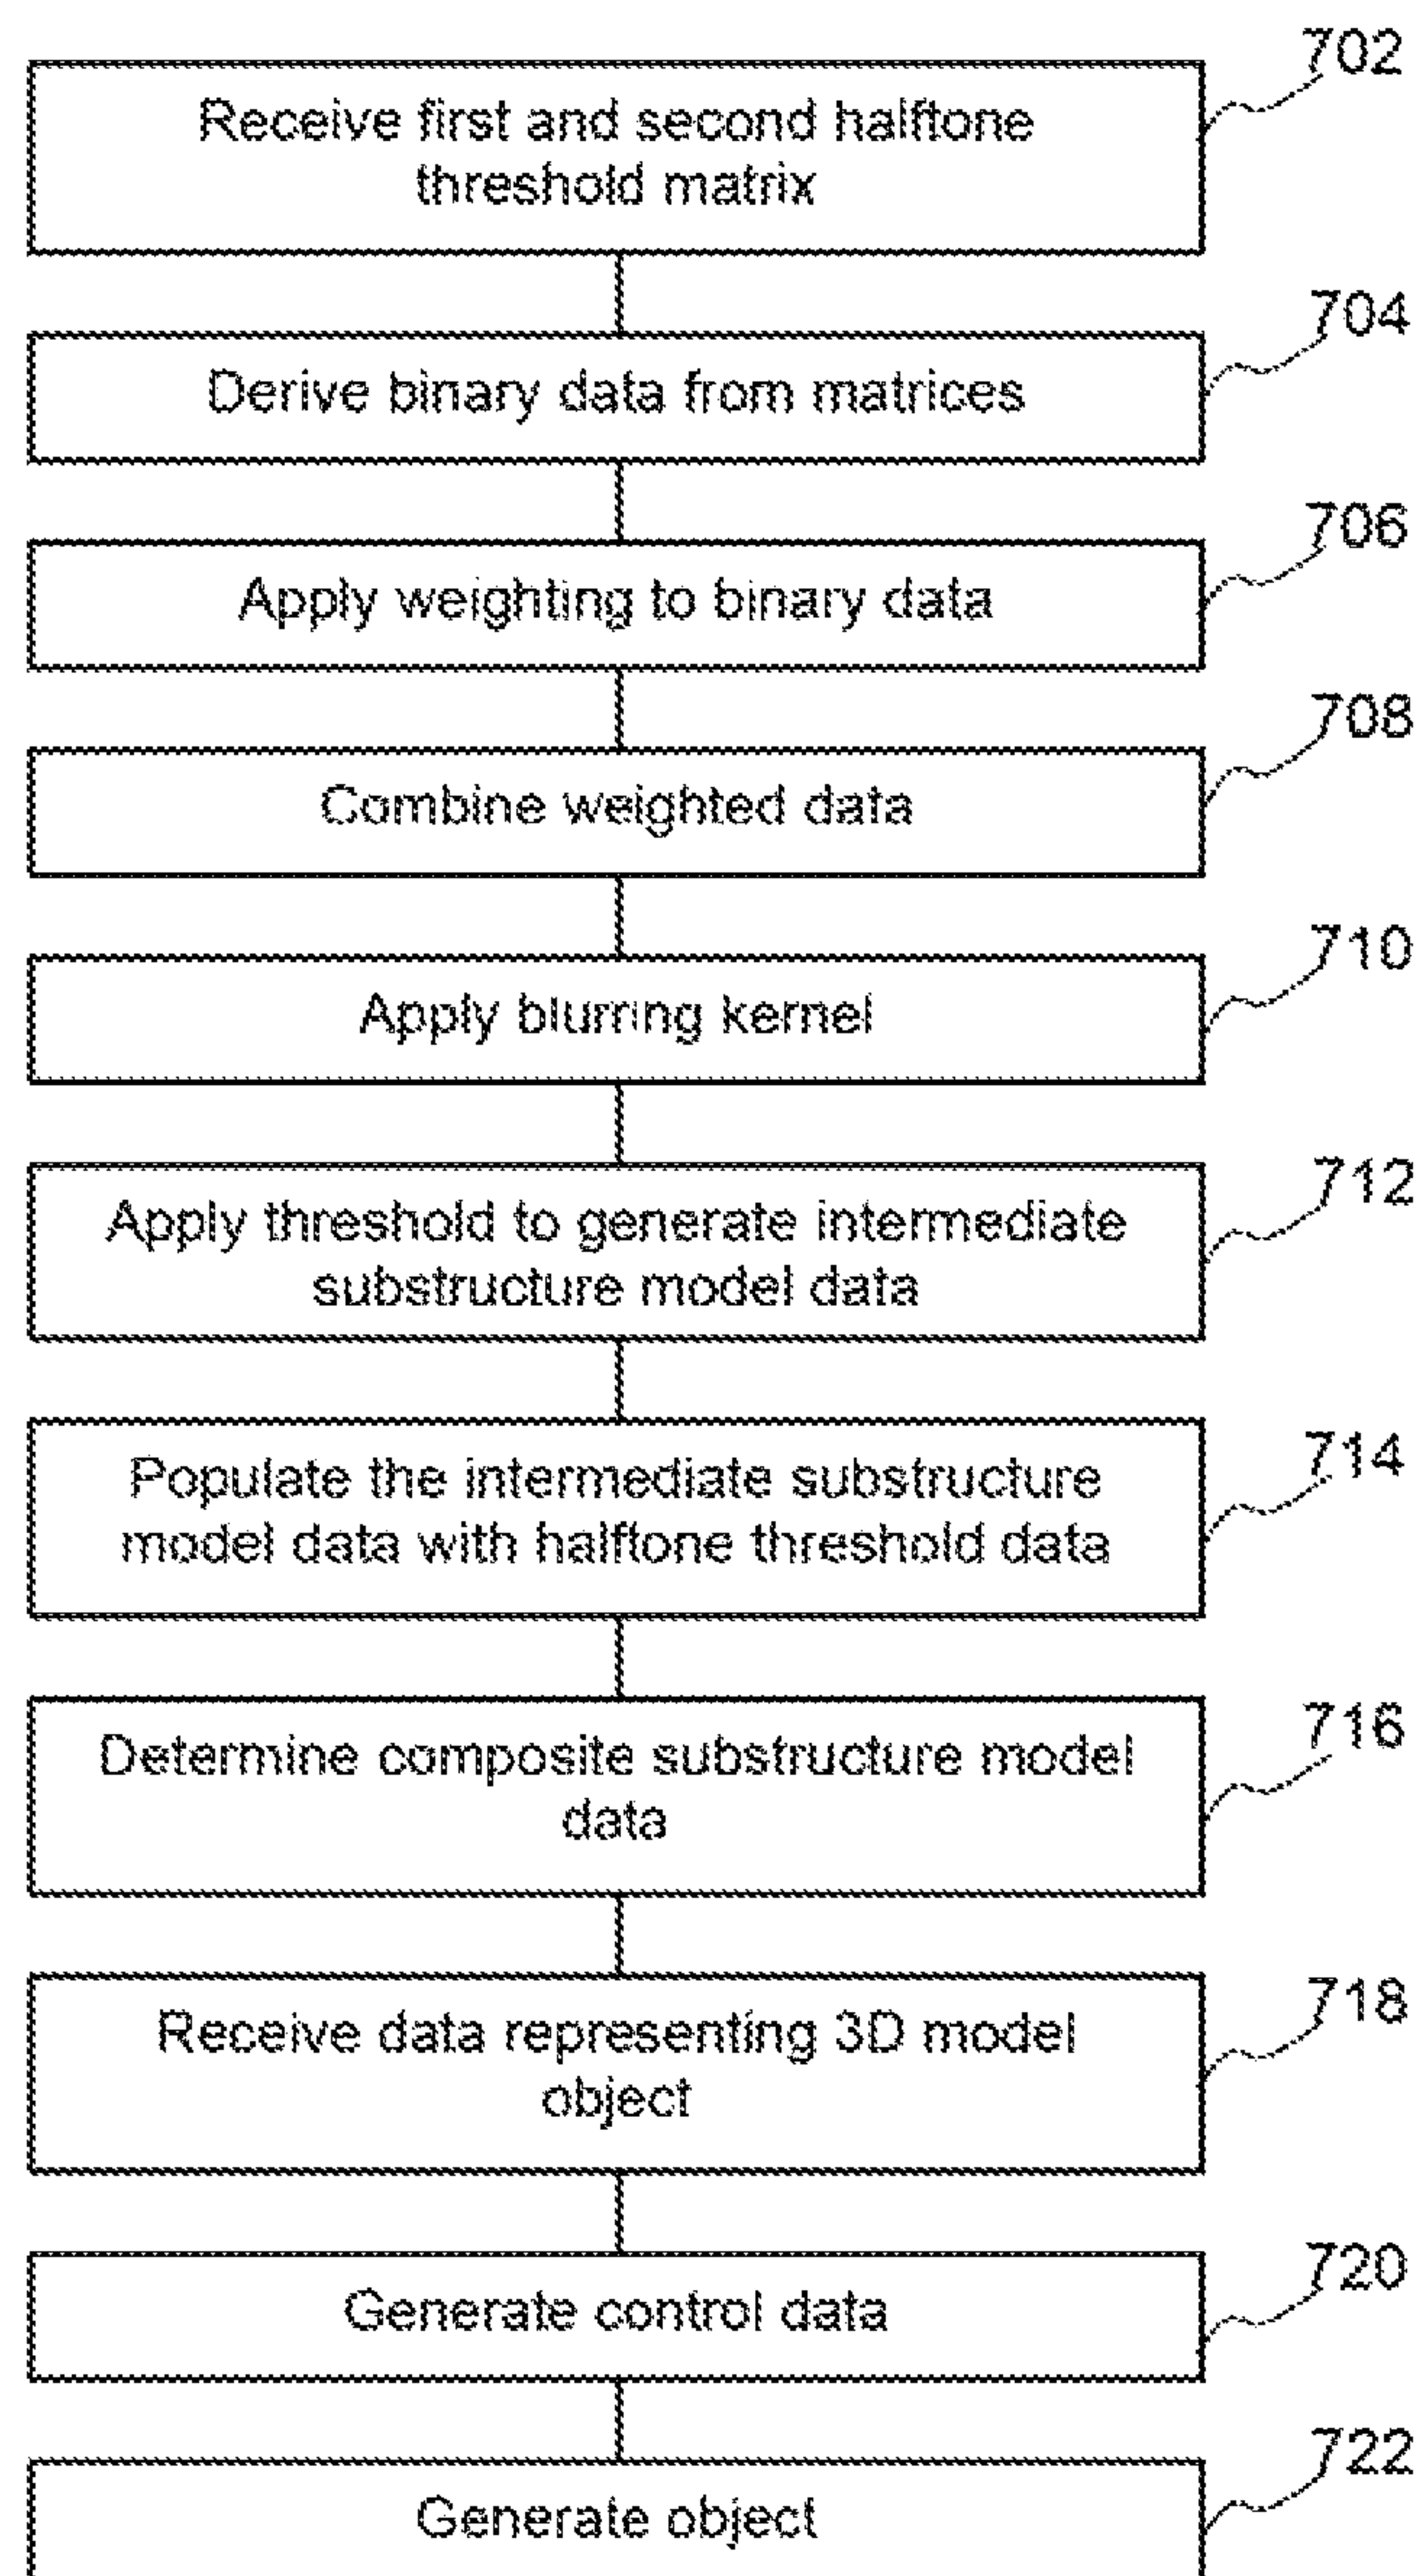 702
Receive first and second halftone
threshold matrix
704
Derive binary data from matrices
706
Apply weighting to binary data
708
Combine weighted data
710
Apply blurring kernel
712
Apply threshold to generate intermediate
substructure model data
714
Populate the intermediate substructure
model data with halftone threshold data
716
Determine composite substructure model
data
718
Receive data representing 3D model
object
720
Generate control data
722
Generate object